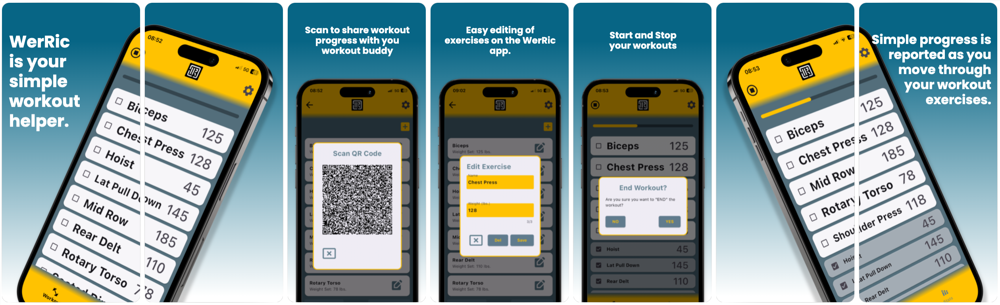 WerRic
is your
simple
workout
helper.
08:52
5G
41
Biceps 125
Chest Press 128
Hoist 45
Lat Pull Down 145
Mid Row 185
Rear Delt 110
Rotary Torso 78
Scan to share workout
progress with you
workout buddy
08:52
5G
Scan QR Code
Rotary Torso
Weight Set: 78 lbs.
Easy editing of
exercises on the WerRic
app.
09:02
5G
Biceps
Weight Set: 125 lbs.
Edit Exercise
Name
Chest Press
Weight (lbs.)
128
3/3
Del
Save
Rear Delt
Weight Set: 110 lbs.
Rotary Torso
Weight Set: 78 lbs.
Start and Stop
your workouts
08:53
5G
Biceps 125
Chest Press 128
End Workout?
Are you sure you want to "END" the
workout?
NO
YES
Hoist 45
Lat Pull Down 145
Rear Delt 110
Simple progress is
reported as you
move through
your workout
exercises.
08:53
Biceps 125
Chest Press 128
Mid Row 185
Rotary Torso 78
Shoulder Press 118
Hoist 45
Lat Pull Down 145
Rear Delt 110
Stats